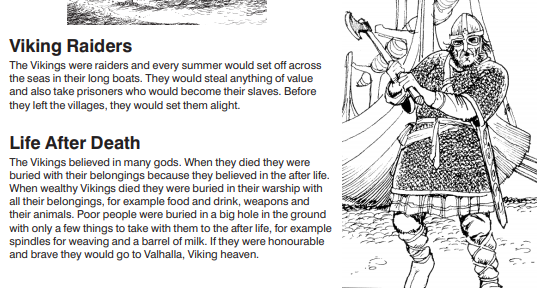 Viking Raiders
The Vikings were raiders and every summer would set off across
the seas in their long boats. They would steal anything of value
and also take prisoners who would become their slaves. Before
they left the villages, they would set them alight.
Life After Death
The Vikings believed in many gods. When they died they were
buried with their belongings because they believed in the after life.
When wealthy Vikings died they were buried in their warship with
all their belongings, for example food and drink, weapons and
their animals. Poor people were buried in a big hole in the ground
with only a few things to take with them to the after life, for example
spindles for weaving and a barrel of milk. If they were honourable
and brave they would go to Valhalla, Viking heaven.